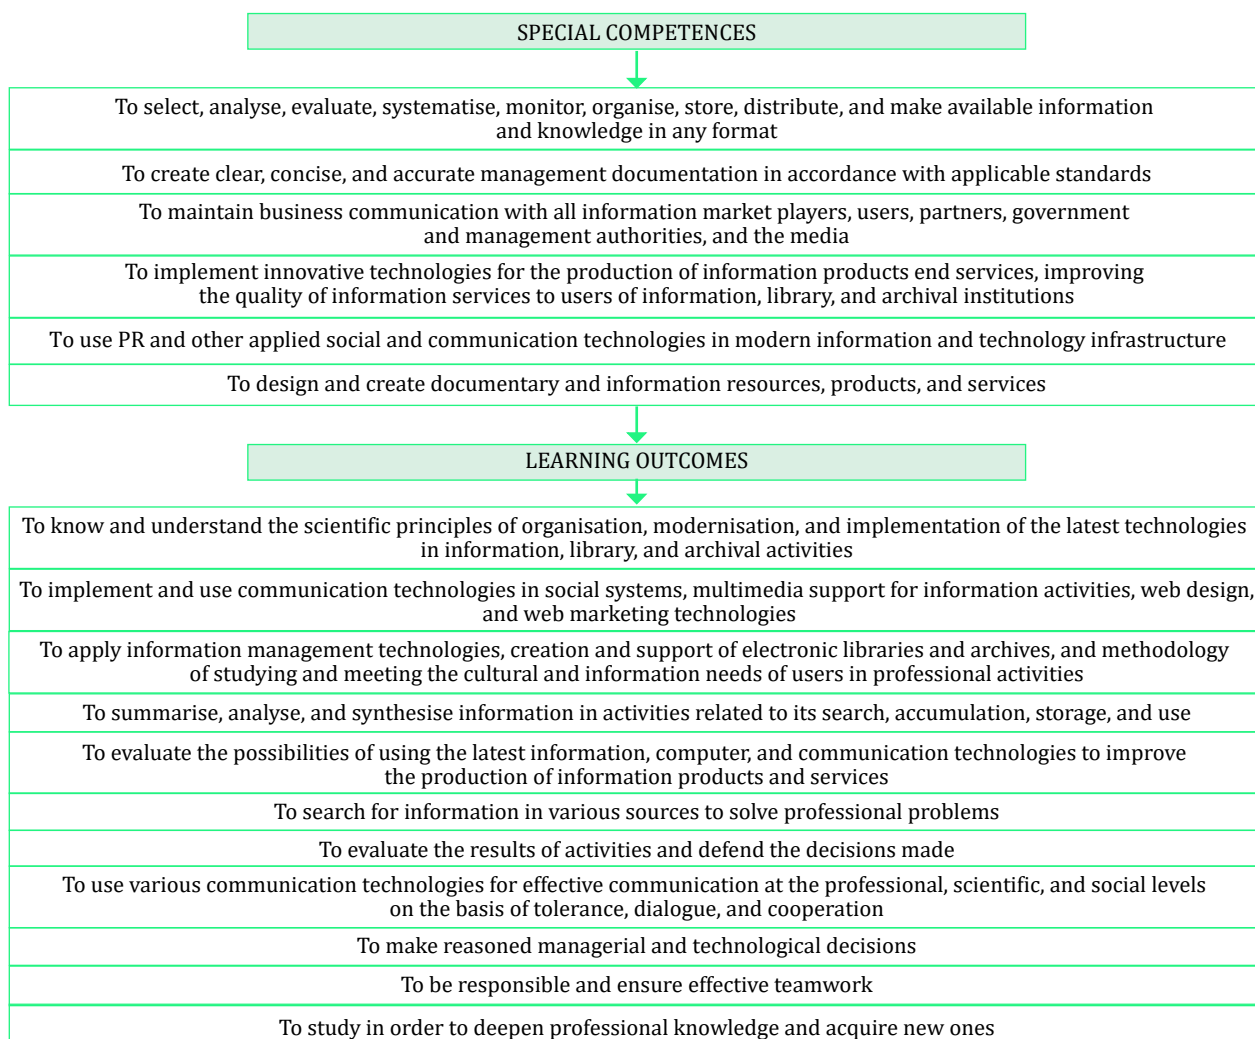 SPECIAL COMPETENCES
To select, analyse, evaluate, systematise, monitor, organise, store, distribute, and make available information
and knowledge in any format
To create clear, concise, and accurate management documentation in accordance with applicable standards
To maintain business communication with all information market players, users, partners, government
and management authorities, and the media
To implement innovative technologies for the production of information products end services, improving
the quality of information services to users of information, library, and archival institutions
To use PR and other applied social and communication technologies in modern information and technology infrastructure
To design and create documentary and information resources, products, and services
LEARNING OUTCOMES
To know and understand the scientific principles of organisation, modernisation, and implementation of the latest technologies
in information, library, and archival activities
To implement and use communication technologies in social systems, multimedia support for information activities, web design,
and web marketing technologies
To apply information management technologies, creation and support of electronic libraries and archives, and methodology
of studying and meeting the cultural and information needs of users in professional activities
To summarise, analyse, and synthesise information in activities related to its search, accumulation, storage, and use
To evaluate the possibilities of using the latest information, computer, and communication technologies to improve
the production of information products and services
To search for information in various sources to solve professional problems
To evaluate the results of activities and defend the decisions made
To use various communication technologies for effective communication at the professional, scientific, and social levels
on the basis of tolerance, dialogue, and cooperation
To make reasoned managerial and technological decisions
To be responsible and ensure effective teamwork
To study in order to deepen professional knowledge and acquire new ones